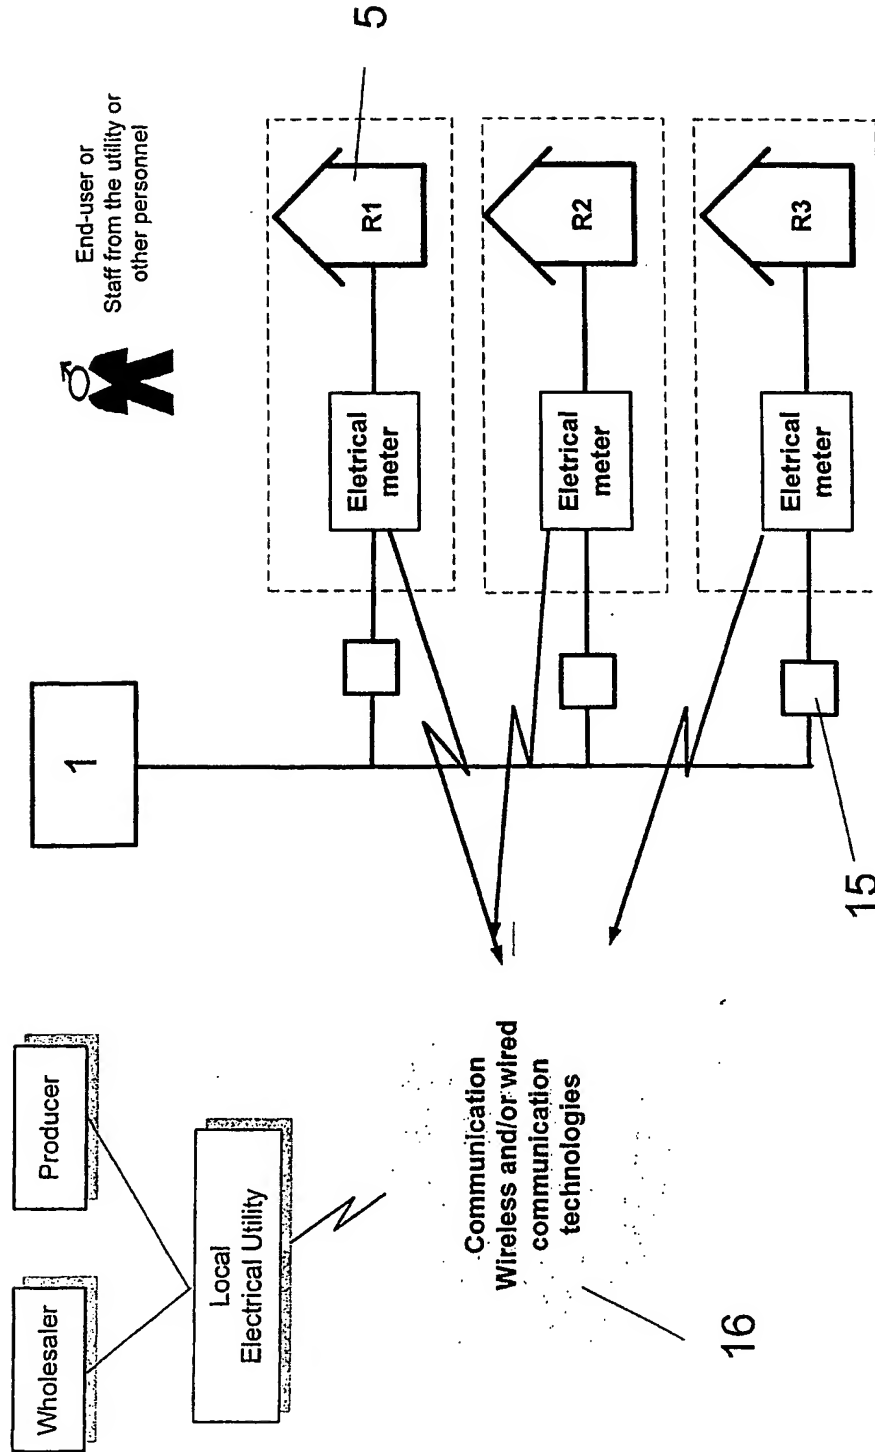 Wholesaler
Producer
Local
Electrical Utility
Communication
Wireless and/or wired
communication
technologies
16
1
15
End-user or
Staff from the utility or
other personnel
Eletrical
meter
R1
5
Eletrical
meter
R2
Eletrical
meter
R3